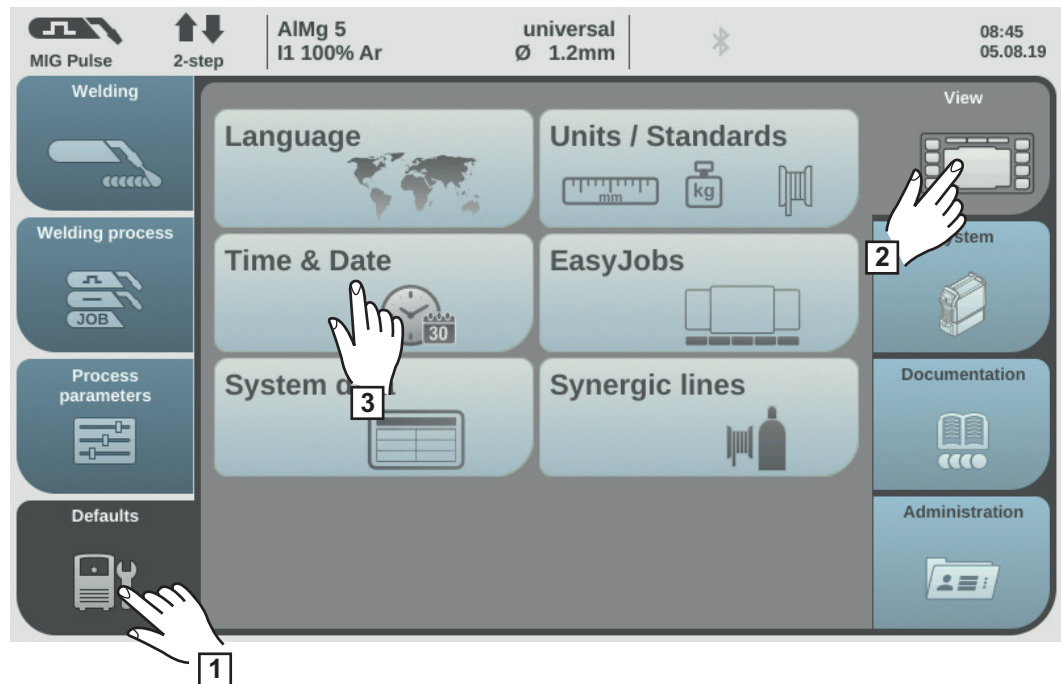 MIG Pulse
2-step
AlMg 5
I1 100% Ar
universal
Ø 1.2mm
08:45
05.08.19
Welding
Welding process
JOB
Process
parameters
Defaults
Language
Units / Standards
mm
kg
Time & Date
30
EasyJobs
System
Synergic lines
View
Documentation
Administration
1
2
3